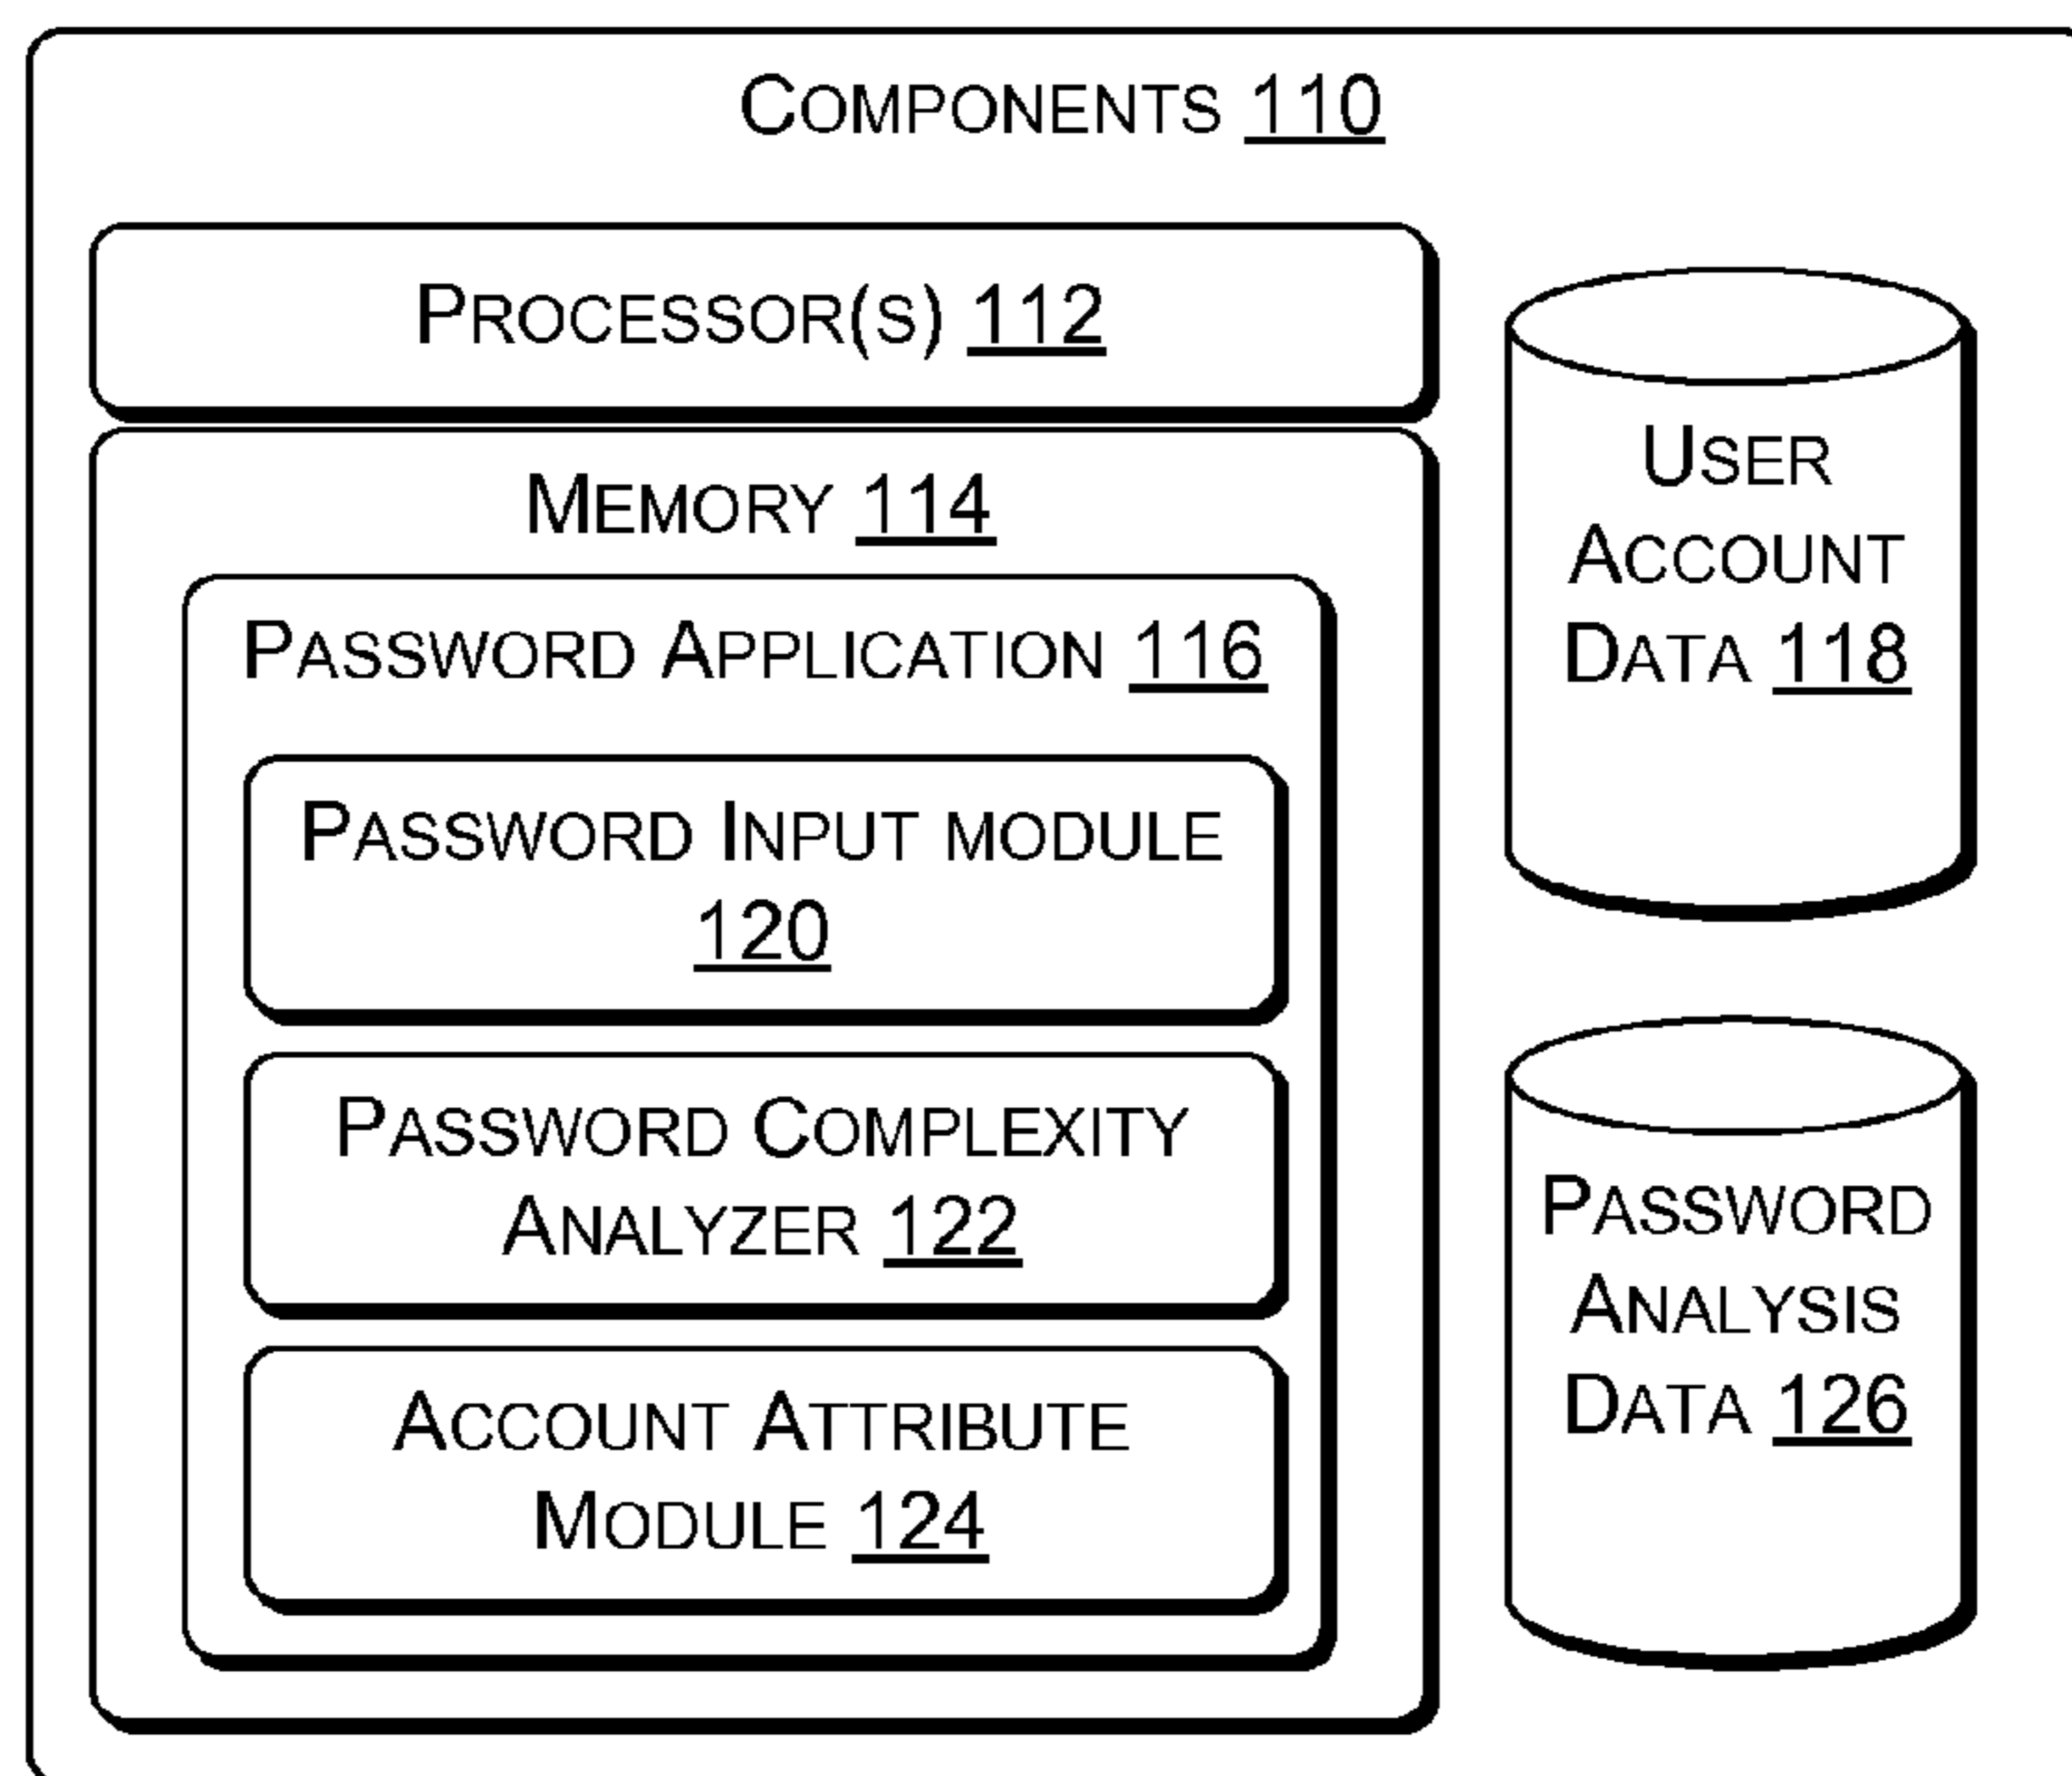 COMPONENTS 110
PROCESSOR(S) 112
MEMORY 114
PASSWORD APPLICATION 116
PASSWORD INPUT MODULE
120
PASSWORD COMPLEXITY
ANALYZER 122
ACCOUNT ATTRIBUTE
MODULE 124
USER
ACCOUNT
DATA 118
PASSWORD
ANALYSIS
DATA 126